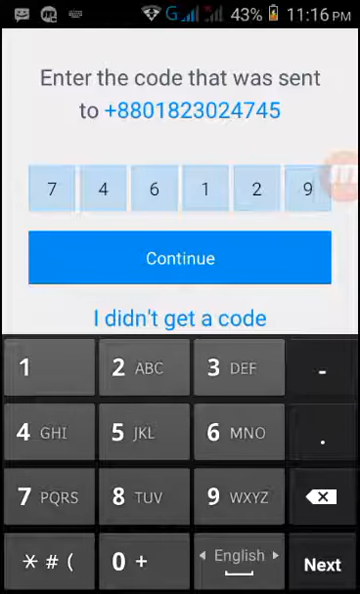 G 43% 11:16 PM
Enter the code that was sent
to +8801823024745
7 4 6 1 2 9
Continue
I didn't get a code
1 2 ABC 3 DEF -
4 GHI 5 JKL 6 MNO .
7 PQRS 8 TUV 9 WXYZ
* # ( 0 + English Next